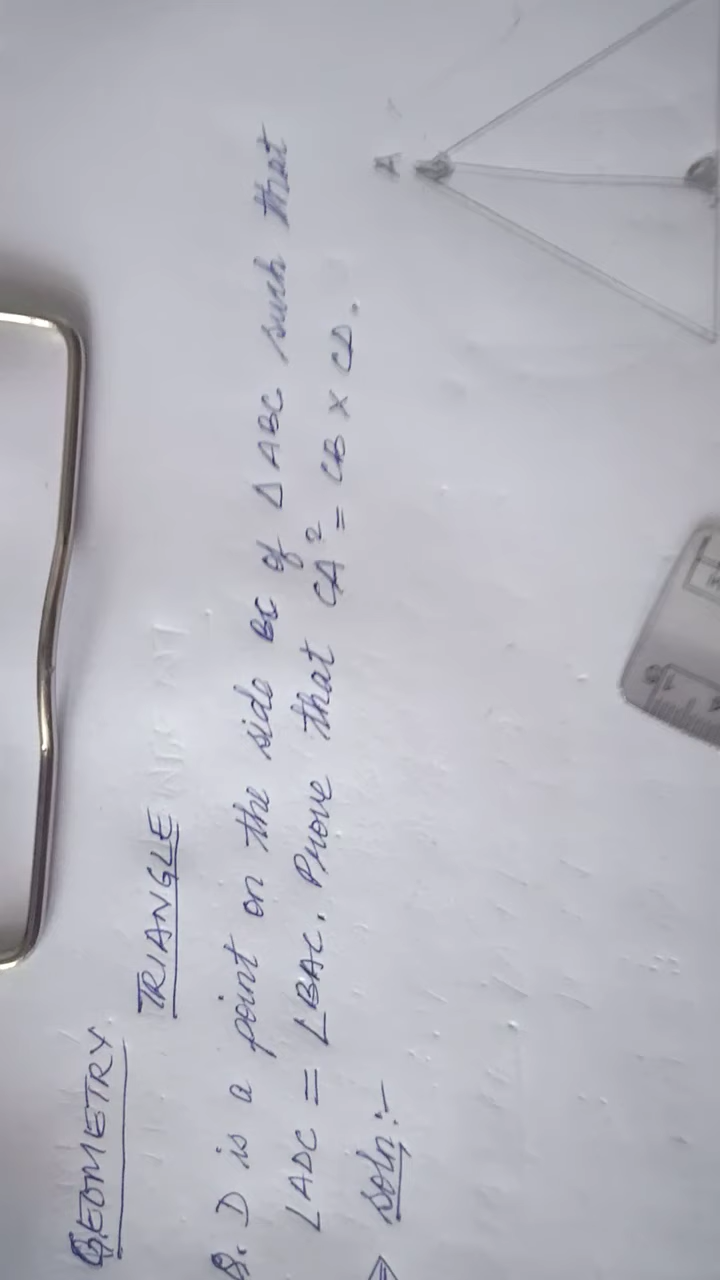 GEOMETRY.
TRIANGLE
Q. D is a point on the side BC of Δ ABC such that
∠ADC = ∠BAC. Prove that CA² = CB × CD.
⇒ soln:-
A